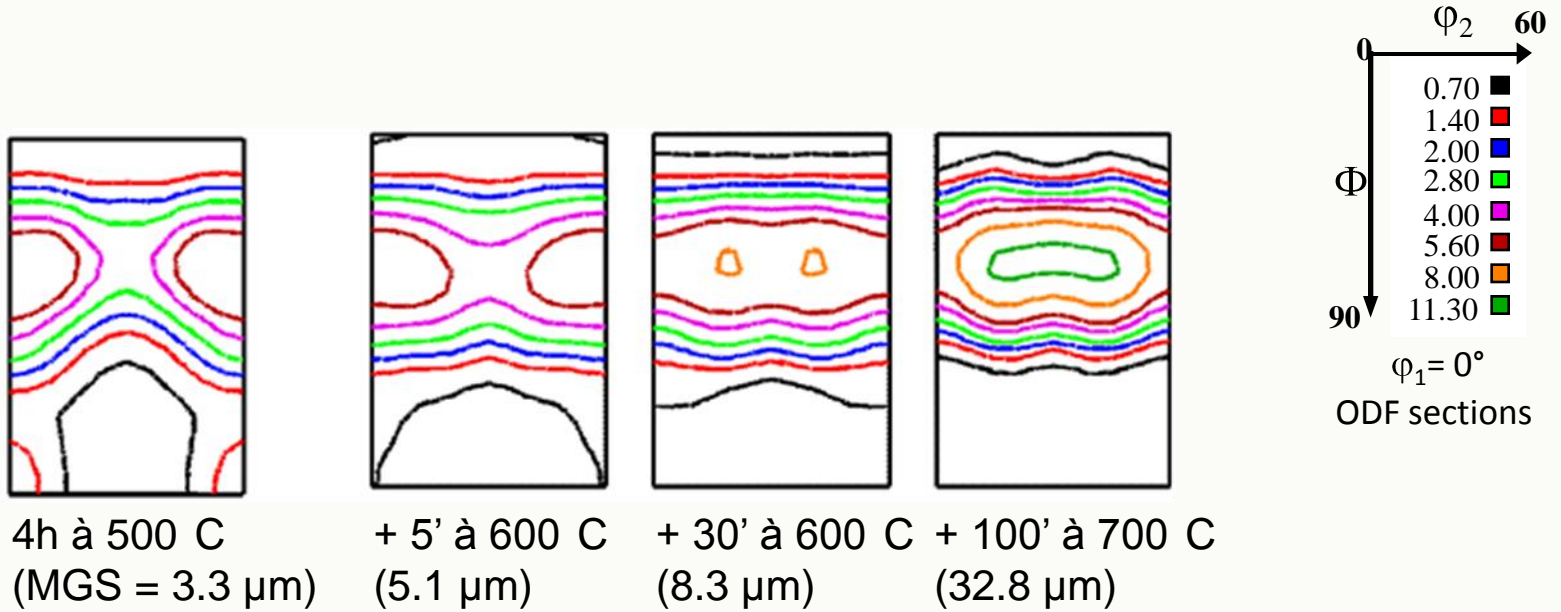 φ₂ 60
0
0.70
1.40
2.00
2.80
4.00
5.60
8.00
11.30
Φ
90
φ₁= 0°
ODF sections
4h à 500 C
(MGS = 3.3 µm)
+ 5’ à 600 C
(5.1 µm)
+ 30’ à 600 C
(8.3 µm)
+ 100’ à 700 C
(32.8 µm)